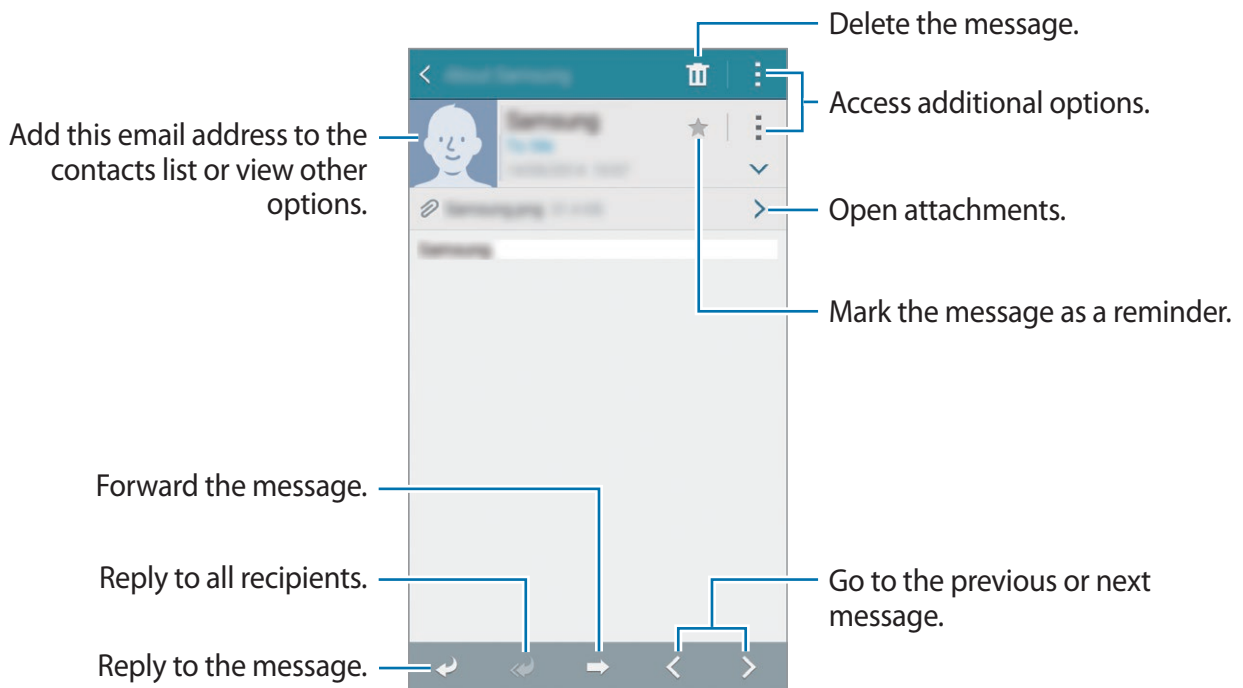 Delete the message.
Access additional options.
Add this email address to the
contacts list or view other
options.
Open attachments.
Mark the message as a reminder.
Forward the message.
Reply to all recipients.
Go to the previous or next
message.
Reply to the message.